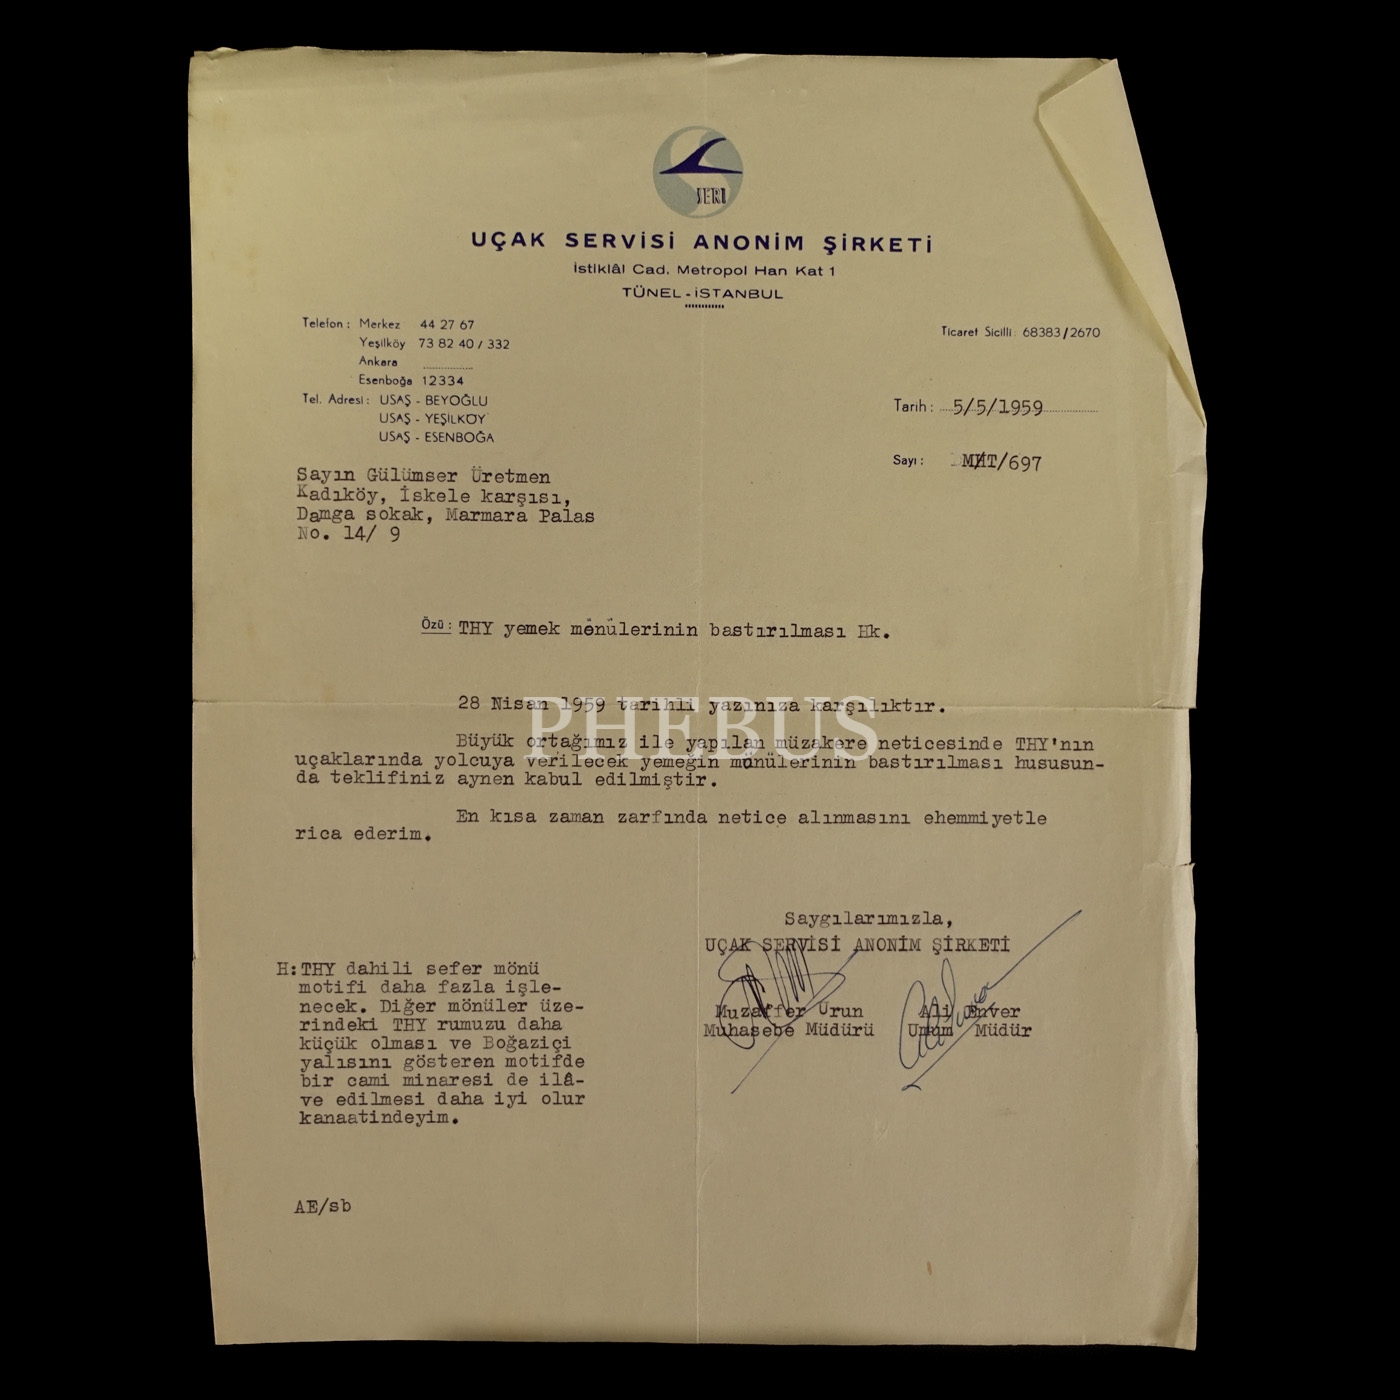 SERVİ
UÇAK SERVİSİ ANONİM ŞİRKETİ
İstiklâl Cad. Metropol Han Kat 1
TÜNEL - İSTANBUL
Telefon : Merkez 44 27 67
Yeşilköy 73 82 40 / 332
Ankara ..............
Esenboğa 12334
Tel. Adresi : USAŞ - BEYOĞLU
USAŞ - YEŞİLKÖY
USAŞ - ESENBOĞA
Ticaret Sicilli : 68383/2670
Tarih : 5/5/1959
Sayı : /697
Sayın Gülümser Üretmen
Kadıköy, İskele karşısı,
Damga sokak, Marmara Palas
No. 14/ 9
Özü : THY yemek mönülerinin bastırılması Hk.
28 Nisan 1959 tarihli yazınıza karşılıktır.
PHEBUS
Büyük ortağımız ile yapılan müzakere neticesinde THY'nın
uçaklarında yolcuya verilecek yemeğin mönülerinin bastırılması hususun-
da teklifiniz aynen kabul edilmiştir.
En kısa zaman zarfında netice alınmasını ehemmiyetle
rica ederim.
Saygılarımızla,
UÇAK SERVİSİ ANONİM ŞİRKETİ
Muzaffer Urun Ali Enver
Muhasebe Müdürü Umum Müdür
H: THY dahili sefer mönü
motifi daha fazla işle-
necek. Diğer mönüler üze-
rindeki THY rumuzu daha
küçük olması ve Boğaziçi
yalısını gösteren motifde
bir cami minaresi de ilâ-
ve edilmesi daha iyi olur
kanaatindeyim.
AE/sb